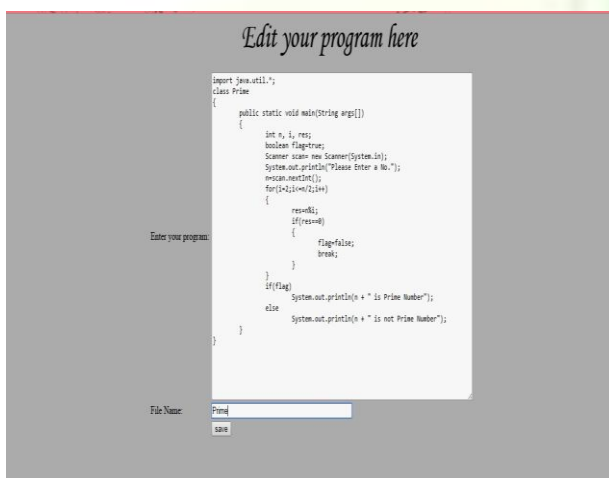 Edit your program here
import java.util.*;
class Prime
{
public static void main(String args[])
{
int n, i, res;
boolean flag=true;
Scanner scan= new Scanner(System.in);
System.out.println("Please Enter a No.");
n=scan.nextInt();
for(i=2;i<=n/2;i++)
{
res=n%i;
if(res==0)
{
flag=false;
break;
}
}
if(flag)
System.out.println(n + " is Prime Number");
else
System.out.println(n + " is not Prime Number");
}
}
Enter your program:
File Name:
Prime
save